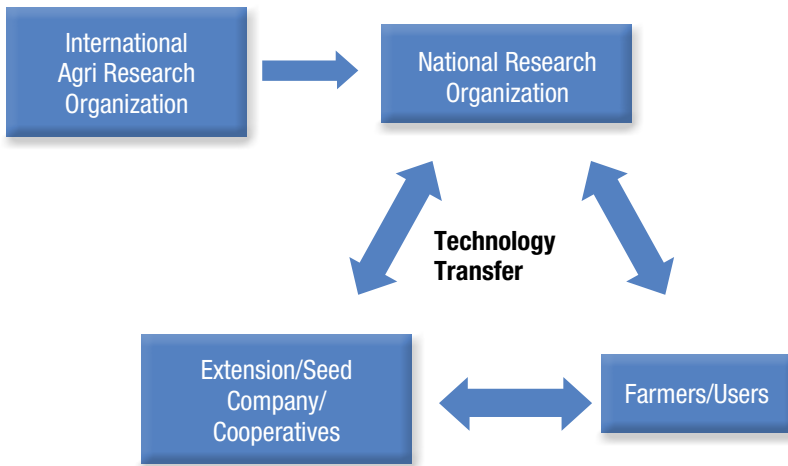 International
Agri Research
Organization
National Research
Organization
Technology
Transfer
Extension/Seed
Company/
Cooperatives
Farmers/Users